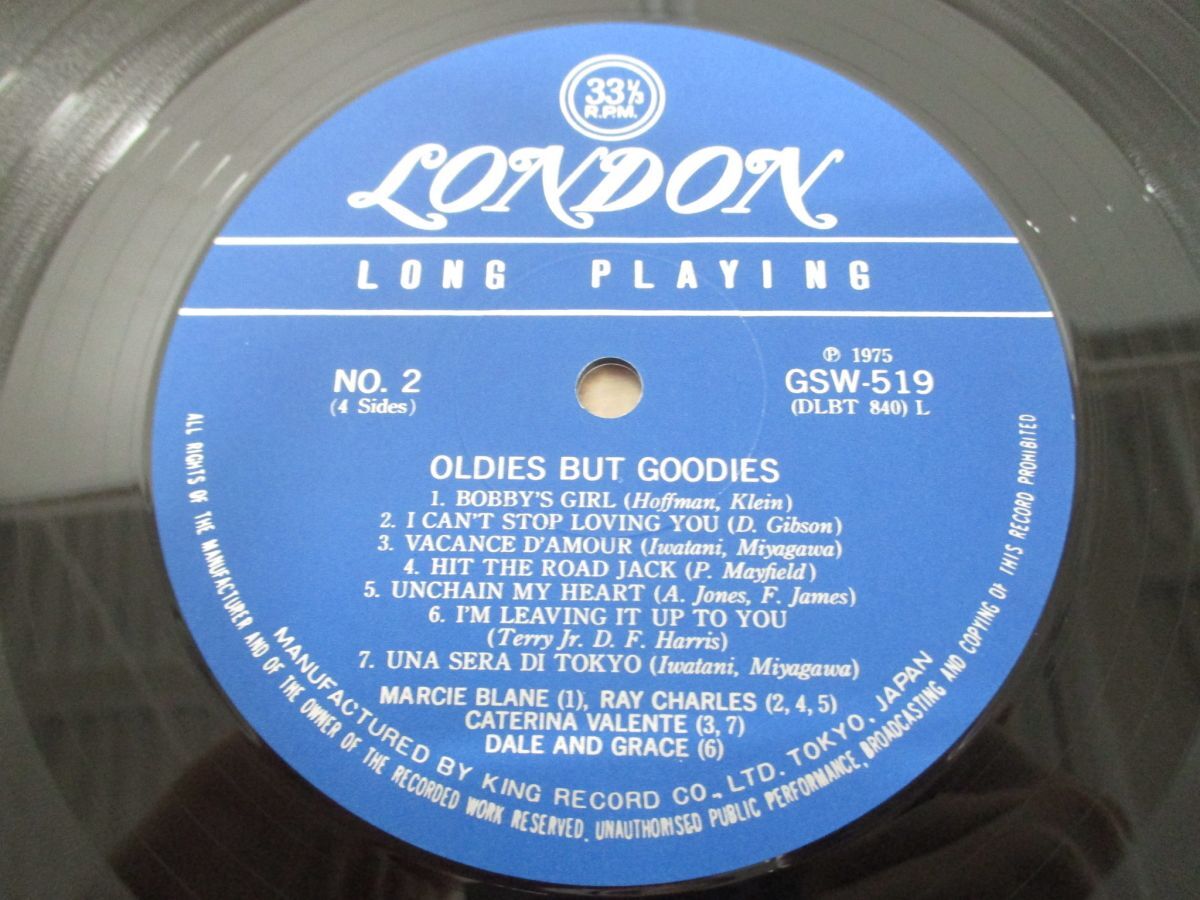 33⅓
R.P.M.
LONDON
LONG PLAYING
NO. 2
(4 Sides)
℗ 1975
GSW-519
(DLBT 840) L
OLDIES BUT GOODIES
1. BOBBY'S GIRL (Hoffman, Klein)
2. I CAN'T STOP LOVING YOU (D. Gibson)
3. VACANCE D'AMOUR (Iwatani, Miyagawa)
4. HIT THE ROAD JACK (P. Mayfield)
5. UNCHAIN MY HEART (A. Jones, F. James)
6. I'M LEAVING IT UP TO YOU
(Terry Jr. D. F. Harris)
7. UNA SERA DI TOKYO (Iwatani, Miyagawa)
MARCIE BLANE (1), RAY CHARLES (2, 4, 5)
CATERINA VALENTE (3, 7)
DALE AND GRACE (6)
MANUFACTURED BY KING RECORD CO., LTD. TOKYO, JAPAN
ALL RIGHTS OF THE MANUFACTURER AND OF THE OWNER OF THE RECORDED WORK RESERVED. UNAUTHORISED PUBLIC PERFORMANCE, BROADCASTING AND COPYING OF THIS RECORD PROHIBITED